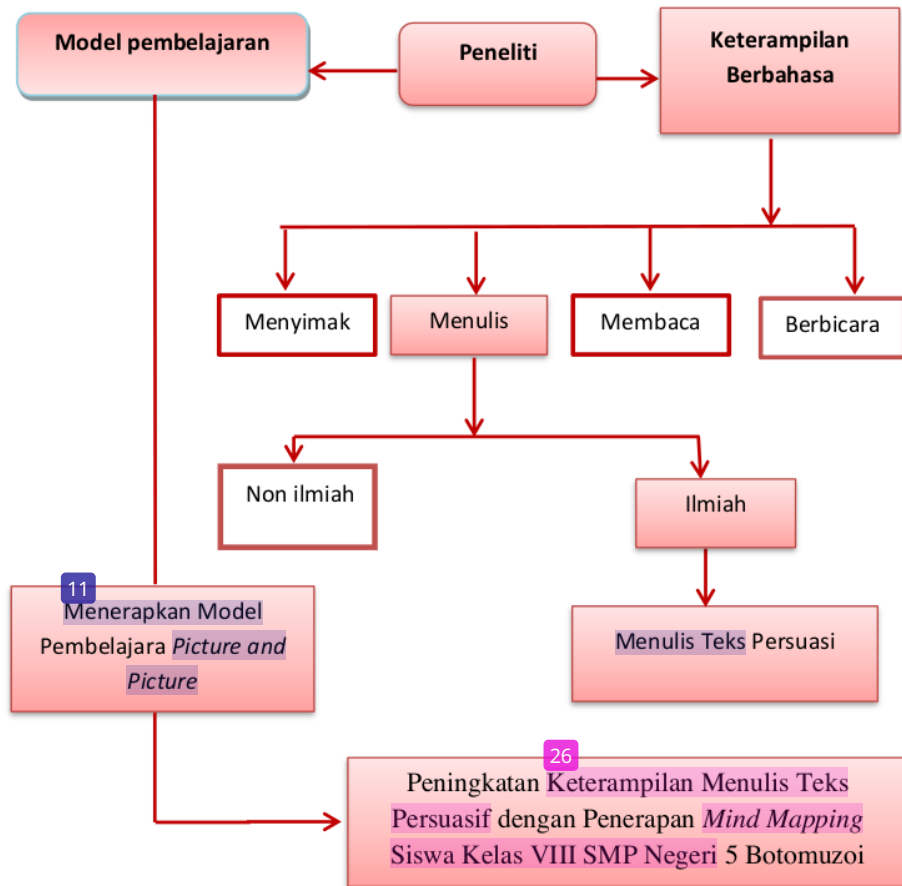 Model pembelajaran
Peneliti
Keterampilan
Berbahasa
Menyimak
Menulis
Membaca
Berbicara
Non ilmiah
Ilmiah
11
Menerapkan Model
Pembelajara Picture and
Picture
Menulis Teks Persuasi
26
Peningkatan Keterampilan Menulis Teks
Persuasif dengan Penerapan Mind Mapping
Siswa Kelas VIII SMP Negeri 5 Botomuzoi